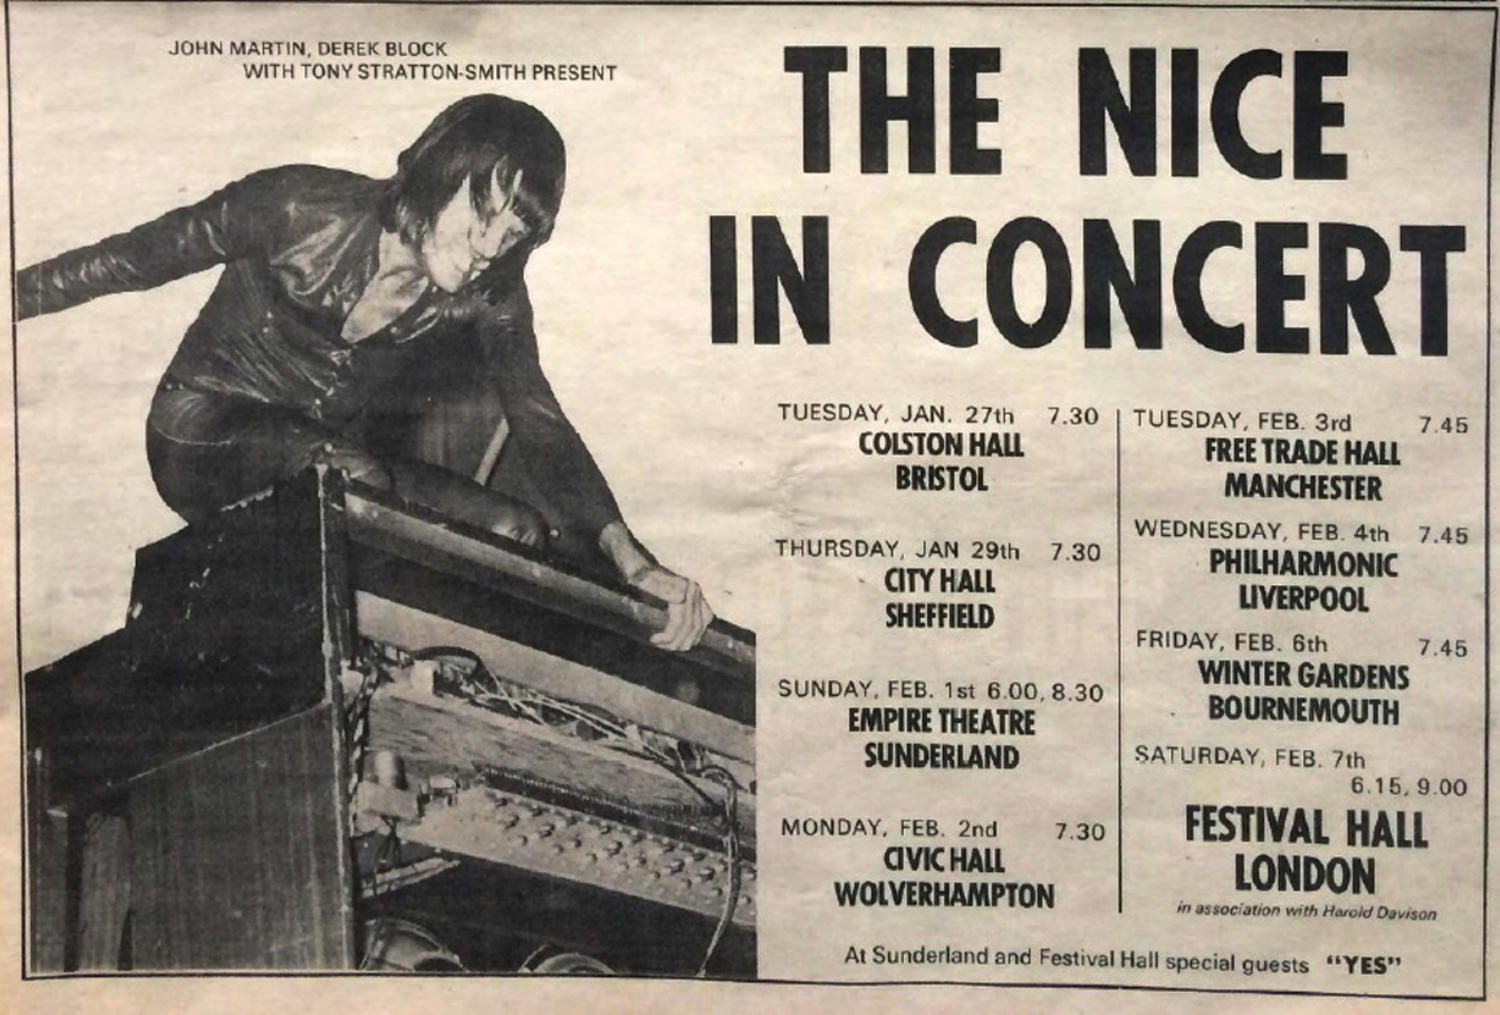 JOHN MARTIN, DEREK BLOCK
WITH TONY STRATTON-SMITH PRESENT
THE NICE
IN CONCERT
TUESDAY, JAN. 27th 7.30
COLSTON HALL
BRISTOL
THURSDAY, JAN 29th 7.30
CITY HALL
SHEFFIELD
SUNDAY, FEB. 1st 6.00, 8.30
EMPIRE THEATRE
SUNDERLAND
MONDAY, FEB. 2nd 7.30
CIVIC HALL
WOLVERHAMPTON
TUESDAY, FEB. 3rd 7.45
FREE TRADE HALL
MANCHESTER
WEDNESDAY, FEB. 4th 7.45
PHILHARMONIC
LIVERPOOL
FRIDAY, FEB. 6th 7.45
WINTER GARDENS
BOURNEMOUTH
SATURDAY, FEB. 7th
6.15, 9.00
FESTIVAL HALL
LONDON
in association with Harold Davison
At Sunderland and Festival Hall special guests "YES"